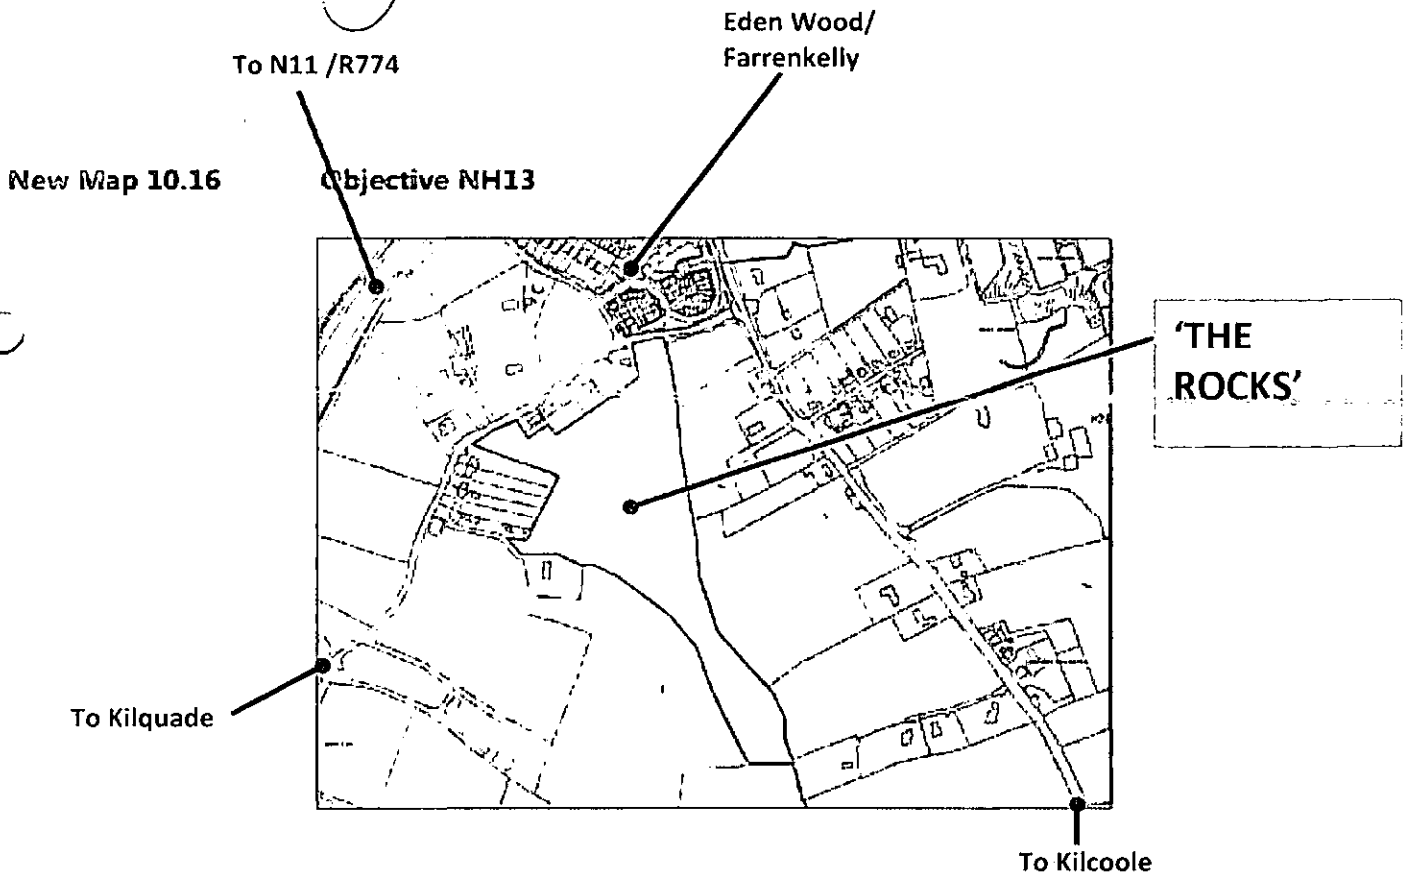 Eden Wood/
Farrenkelly
To N11 /R774
New Map 10.16 Objective NH13
‘THE
ROCKS’
To Kilquade
To Kilcoole